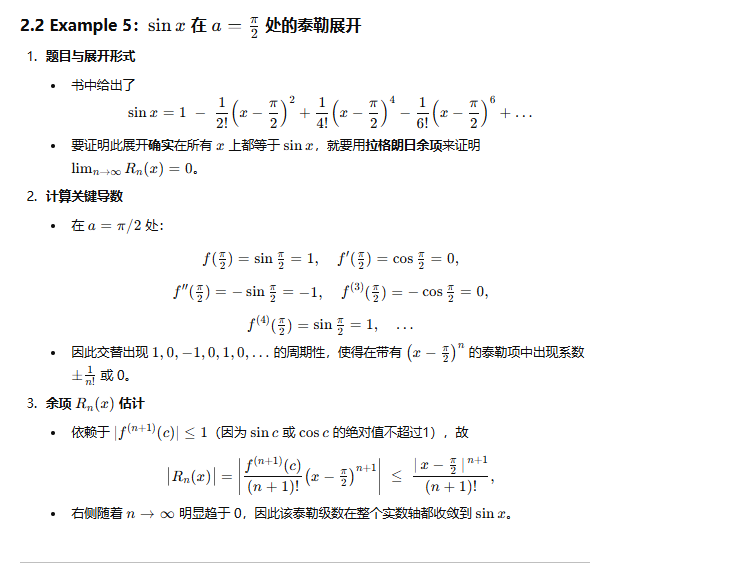 2.2 Example 5：sin x 在 a = π/2 处的泰勒展开
1. 题目与展开形式
• 书中给出了
sin x = 1 − 1/2! (x − π/2)² + 1/4! (x − π/2)⁴ − 1/6! (x − π/2)⁶ + …
• 要证明此展开确实在所有 x 上都等于 sin x，就要用拉格朗日余项来证明
limₙ→∞ Rₙ(x) = 0。
2. 计算关键导数
• 在 a = π/2 处：
f(π/2) = sin π/2 = 1, f′(π/2) = cos π/2 = 0,
f″(π/2) = − sin π/2 = −1, f⁽³⁾(π/2) = − cos π/2 = 0,
f⁽⁴⁾(π/2) = sin π/2 = 1, …
• 因此交替出现 1, 0, −1, 0, 1, 0, … 的周期性，使得在带有 (x − π/2)ⁿ 的泰勒项中出现系数
±1/n! 或 0。
3. 余项 Rₙ(x) 估计
• 依赖于 |f⁽ⁿ⁺¹⁾(c)| ≤ 1（因为 sin c 或 cos c 的绝对值不超过1），故
|Rₙ(x)| = |f⁽ⁿ⁺¹⁾(c)/(n + 1)! (x − π/2)ⁿ⁺¹| ≤ |x − π/2|ⁿ⁺¹/(n + 1)!,
• 右侧随着 n → ∞ 明显趋于 0，因此该泰勒级数在整个实数轴都收敛到 sin x。